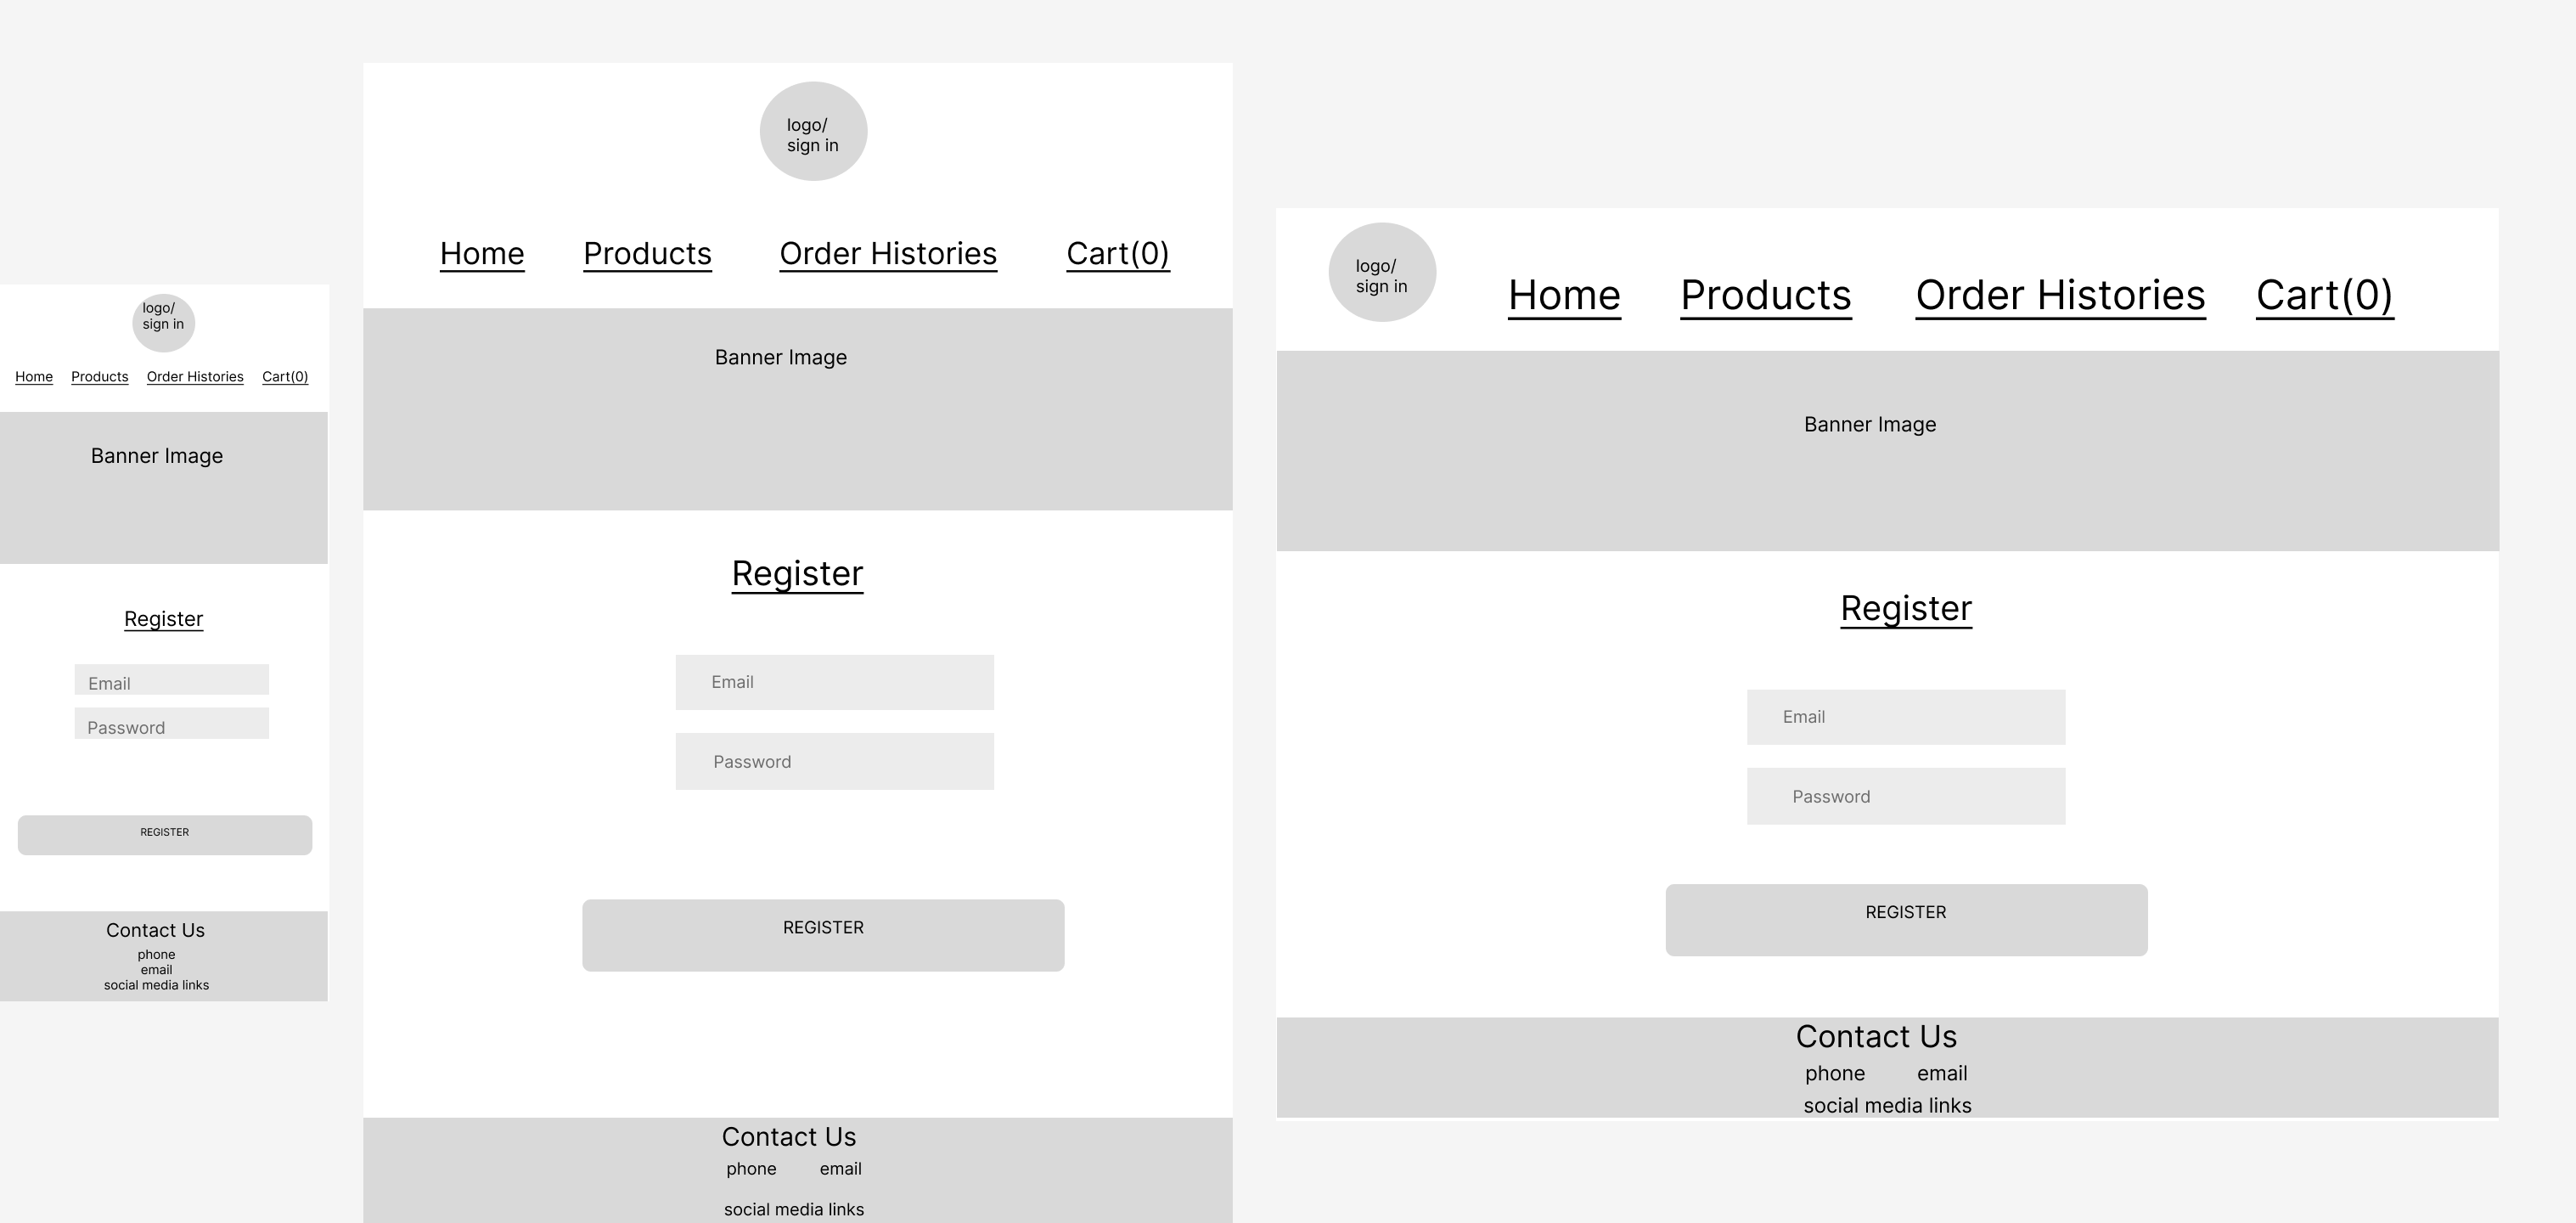 logo/
sign in
Home Products Order Histories Cart(0)
Banner Image
Register
Email
Password
REGISTER
Contact Us
phone
email
social media links
logo/
sign in
Home Products Order Histories Cart(0)
Banner Image
Register
Email
Password
REGISTER
Contact Us
phone email
social media links
logo/
sign in
Home Products Order Histories Cart(0)
Banner Image
Register
Email
Password
REGISTER
Contact Us
phone email
social media links